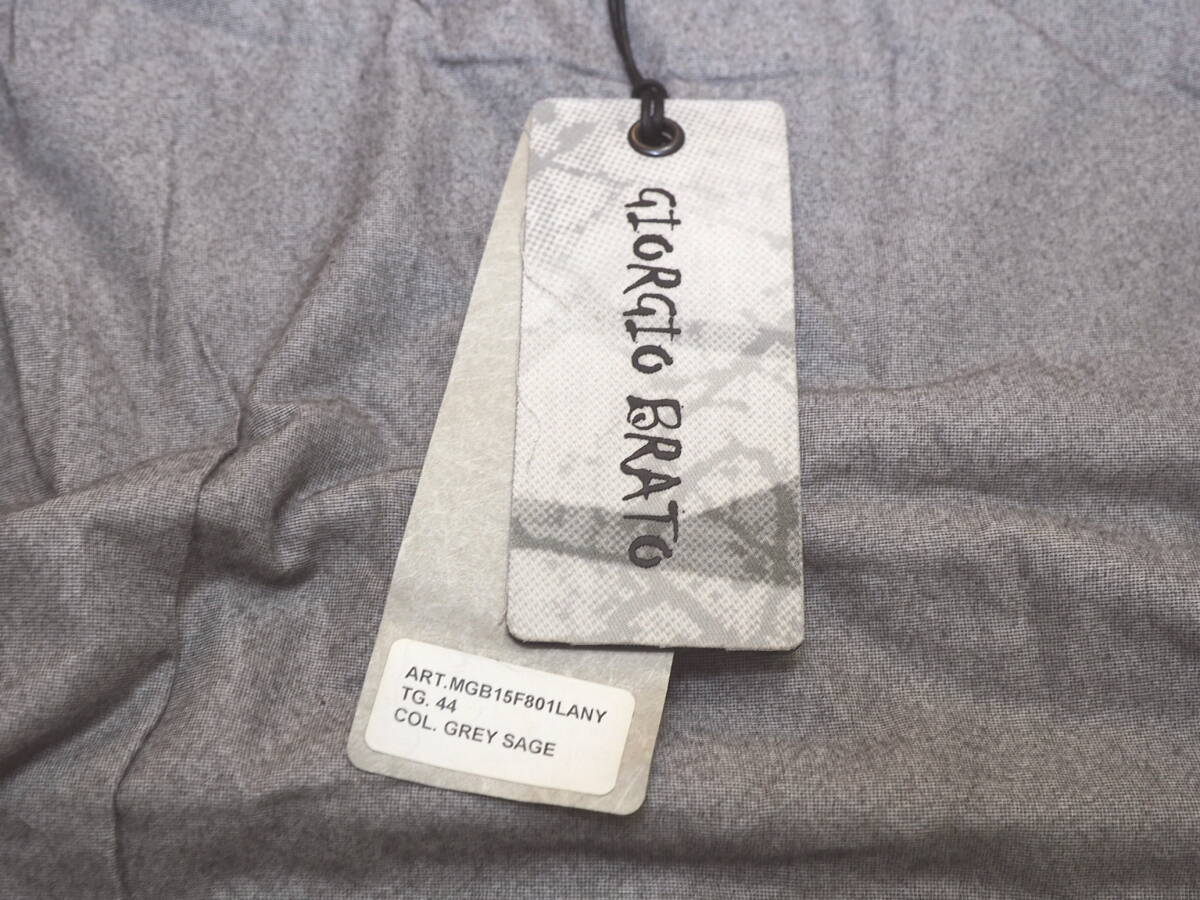 GIORGIO BRATO
ART.MGB15F801LANY
TG. 44
COL. GREY SAGE